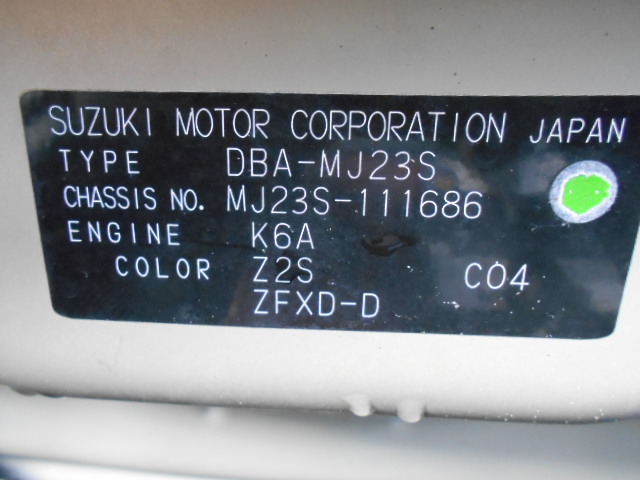 SUZUKI MOTOR CORPORATION JAPAN
TYPE DBA-MJ23S
CHASSIS NO. MJ23S-111686
ENGINE K6A
COLOR Z2S C04
ZFXD-D